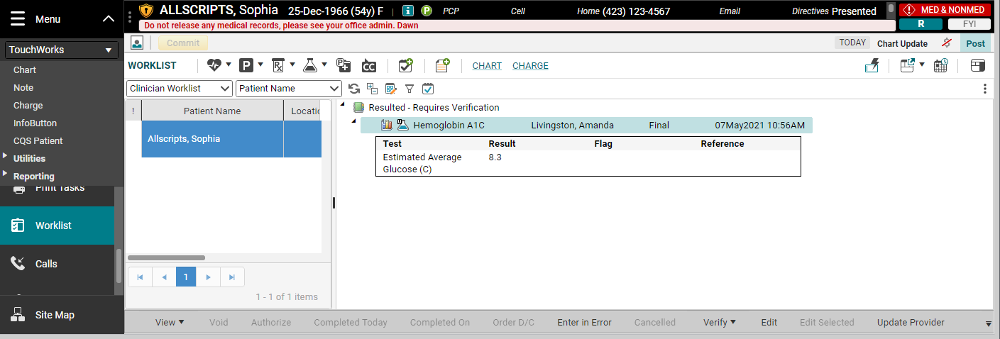 Menu
ALLSCRIPTS, Sophia 25-Dec-1966 (54y) F | i P PCP Cell Home (423) 123-4567 Email Directives Presented
MED & NONMED
Do not release any medical records, please see your office admin. Dawn
R FYI
TouchWorks
Commit
TODAY Chart Update Post
Chart
Note
Charge
InfoButton
CQS Patient
Utilities
Reporting
Print Tasks
Worklist
Calls
Site Map
WORKLIST P Rx P CC CHART CHARGE
Clinician Worklist Patient Name
! Patient Name Locatio
Allscripts, Sophia
1
1 - 1 of 1 items
Resulted - Requires Verification
Hemoglobin A1C Livingston, Amanda Final 07May2021 10:56AM
Test Result Flag Reference
Estimated Average 8.3
Glucose (C)
View Void Authorize Completed Today Completed On Order D/C Enter in Error Cancelled Verify Edit Edit Selected Update Provider